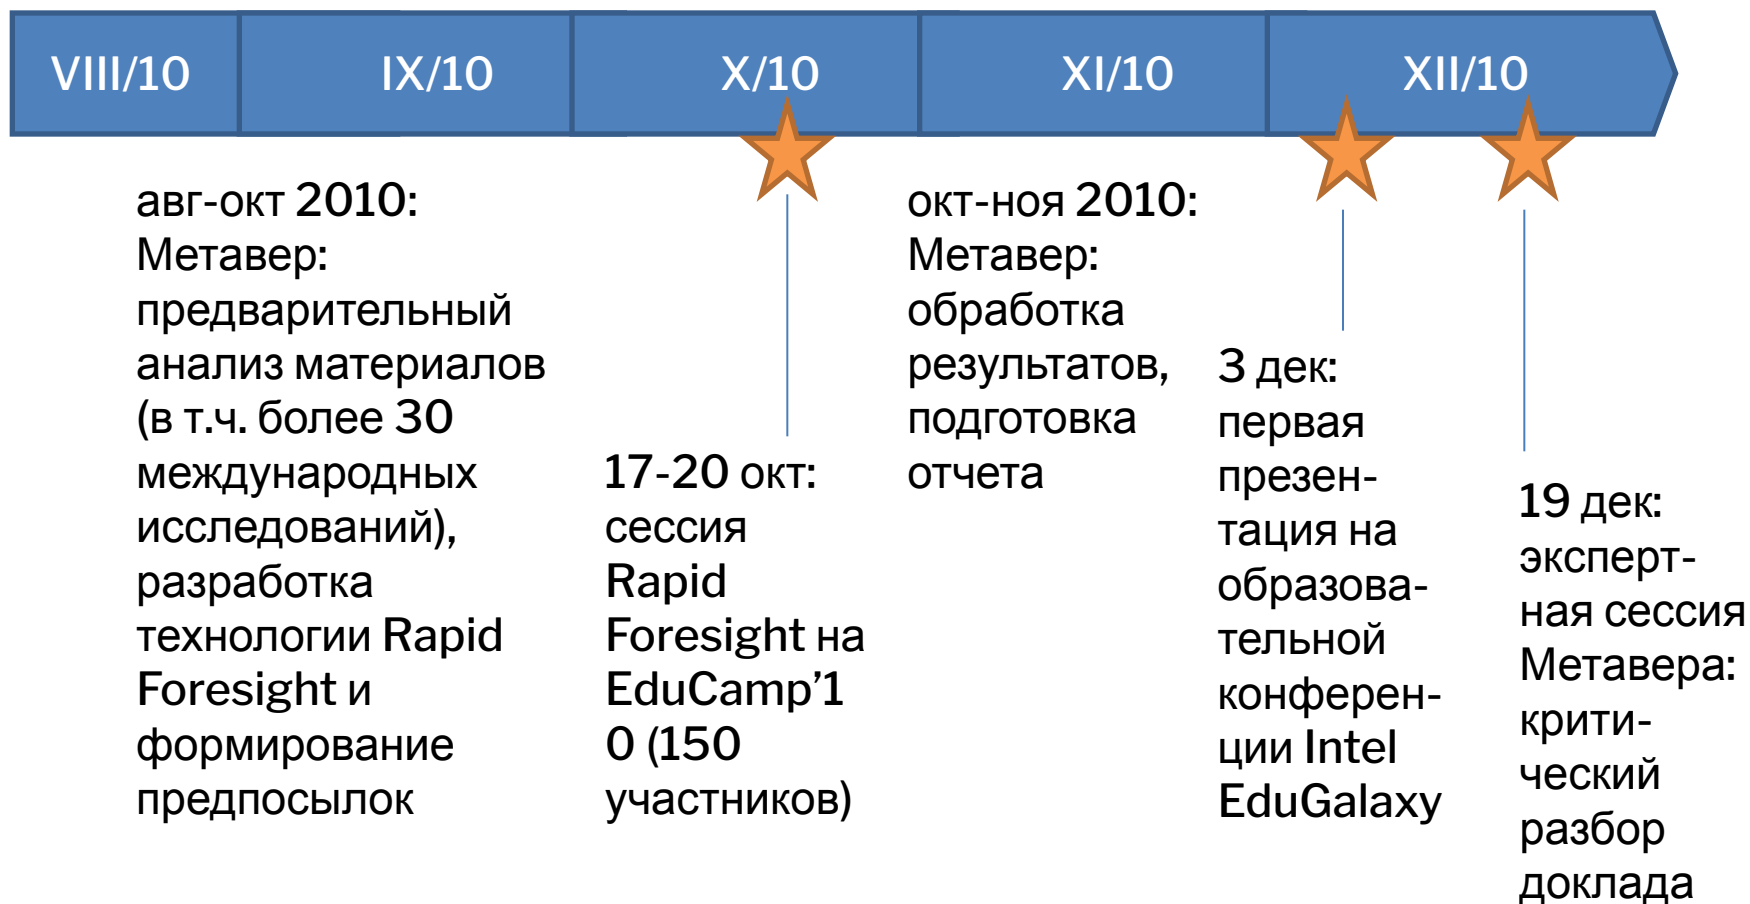 VIII/10
IX/10
X/10
XI/10
XII/10
авг-окт 2010:
Метавер:
предварительный
анализ материалов
(в т.ч. более 30
международных
исследований),
разработка
технологии Rapid
Foresight и
формирование
предпосылок
17-20 окт:
сессия
Rapid
Foresight на
EduCamp’1
0 (150
участников)
окт-ноя 2010:
Метавер:
обработка
результатов,
подготовка
отчета
3 дек:
первая
презен-
тация на
образова-
тельной
конферен-
ции Intel
EduGalaxy
19 дек:
эксперт-
ная сессия
Метавера:
крити-
ческий
разбор
доклада